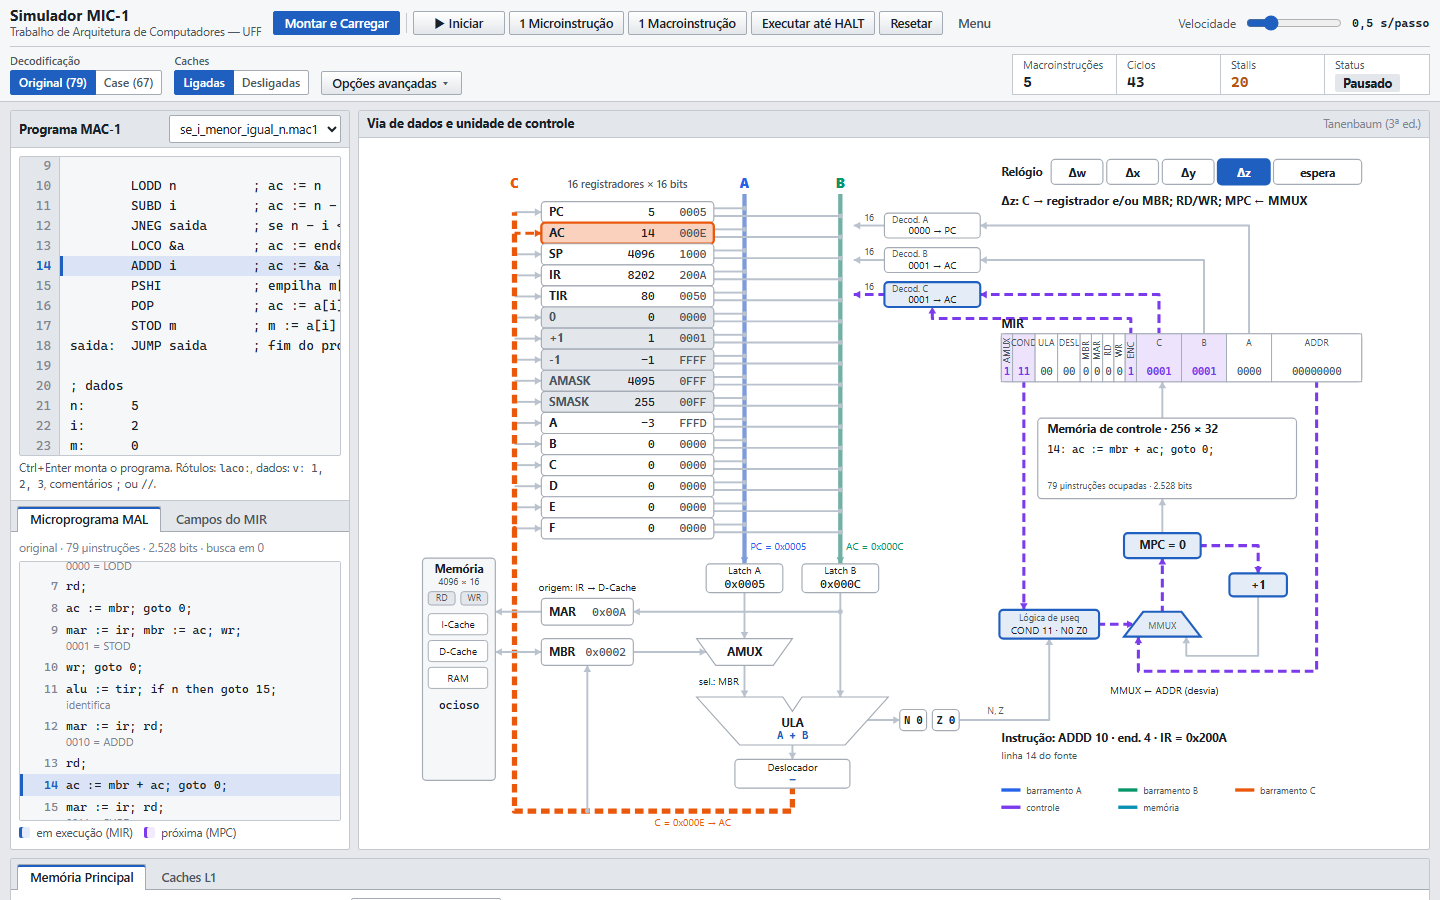 Simulador MIC-1
Trabalho de Arquitetura de Computadores — UFF
Montar e Carregar
▶ Iniciar
1 Microinstrução
1 Macroinstrução
Executar até HALT
Resetar
Menu
Velocidade
0,5 s/passo
Decodificação
Original (79)
Case (67)
Caches
Ligadas
Desligadas
Opções avançadas
Macroinstruções
5
Ciclos
43
Stalls
20
Status
Pausado
Programa MAC-1
se_i_menor_igual_n.mac1
9
10 LODD n ; ac := n
11 SUBD i ; ac := n −
12 JNEG saida ; se n − i <
13 LOCO &a ; ac := ende
14 ADDD i ; ac := &a +
15 PSHI ; empilha m[
16 POP ; ac := a[i]
17 STOD m ; m := a[i]
18 saida: JUMP saida ; fim do pro
19
20 ; dados
21 n: 5
22 i: 2
23 m: 0
Ctrl+Enter monta o programa. Rótulos: laco:, dados: v: 1,
2, 3, comentários ; ou //.
Microprograma MAL
Campos do MIR
original · 79 µinstruções · 2.528 bits · busca em 0
0000 = LODD
7 rd;
8 ac := mbr; goto 0;
9 mar := ir; mbr := ac; wr;
0001 = STOD
10 wr; goto 0;
11 alu := tir; if n then goto 15;
identifica
12 mar := ir; rd;
0010 = ADDD
13 rd;
14 ac := mbr + ac; goto 0;
15 mar := ir; rd;
em execução (MIR)
próxima (MPC)
Via de dados e unidade de controle
Tanenbaum (3ª ed.)
C
16 registradores × 16 bits
A
B
PC 5 0005
AC 14 000E
SP 4096 1000
IR 8202 200A
TIR 80 0050
0 0 0000
+1 1 0001
-1 −1 FFFF
AMASK 4095 0FFF
SMASK 255 00FF
A −3 FFFD
B 0 0000
C 0 0000
D 0 0000
E 0 0000
F 0 0000
PC = 0x0005
AC = 0x000C
Latch A
0x0005
Latch B
0x000C
Memória
4096 × 16
RD
WR
I-Cache
D-Cache
RAM
ocioso
origem: IR → D-Cache
MAR 0x00A
MBR 0x0002
AMUX
sel.: MBR
ULA
A + B
N 0
Z 0
N, Z
Deslocador
—
C = 0x000E → AC
Relógio
Δw
Δx
Δy
Δz
espera
Δz: C → registrador e/ou MBR; RD/WR; MPC ← MMUX
16
Decod. A
0000 → PC
16
Decod. B
0001 → AC
16
Decod. C
0001 → AC
MIR
AMUX COND ULA DESL MBR MAR RD WR ENC C B A ADDR
1 11 00 00 0 0 0 0 1 0001 0001 0000 00000000
Memória de controle · 256 × 32
14: ac := mbr + ac; goto 0;
79 µinstruções ocupadas · 2.528 bits
MPC = 0
+1
Lógica de µseq
COND 11 · N0 Z0
MMUX
MMUX ← ADDR (desvia)
Instrução: ADDD 10 · end. 4 · IR = 0x200A
linha 14 do fonte
barramento A
barramento B
barramento C
controle
memória
Memória Principal
Caches L1